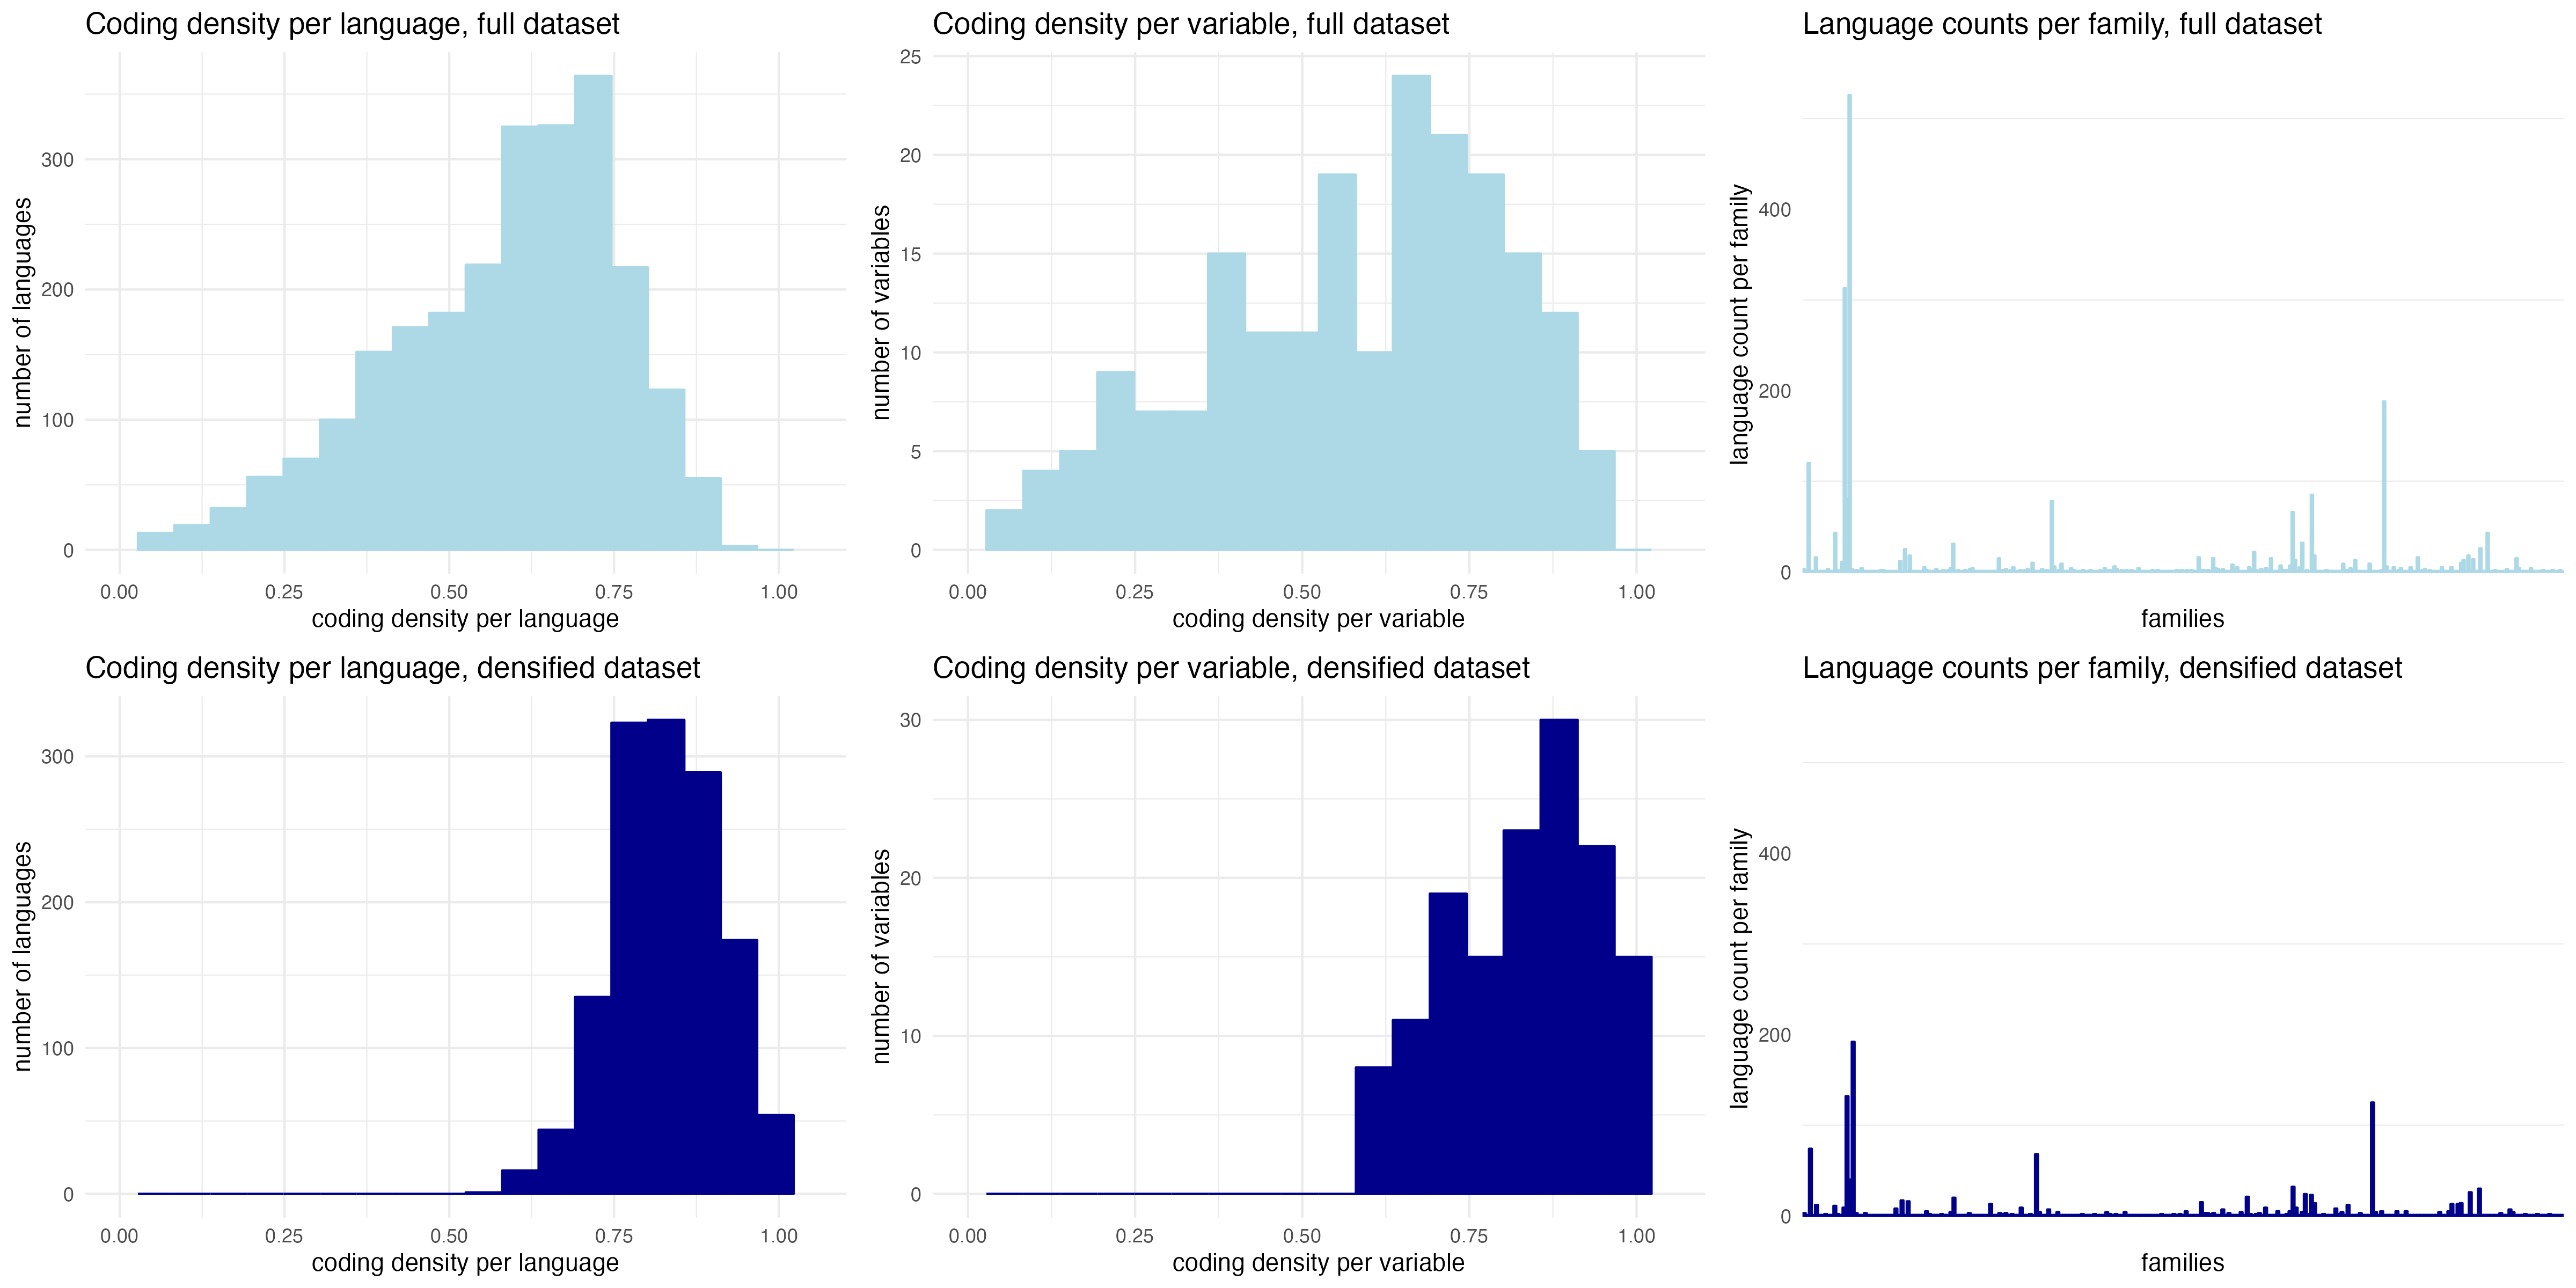 Coding density per language, full dataset
number of languages
300
200
100
0
0.00 0.25 0.50 0.75 1.00
coding density per language
Coding density per variable, full dataset
number of variables
25
20
15
10
5
0
0.00 0.25 0.50 0.75 1.00
coding density per variable
Language counts per family, full dataset
language count per family
400
200
0
families
Coding density per language, densified dataset
number of languages
300
200
100
0
0.00 0.25 0.50 0.75 1.00
coding density per language
Coding density per variable, densified dataset
number of variables
30
20
10
0
0.00 0.25 0.50 0.75 1.00
coding density per variable
Language counts per family, densified dataset
language count per family
400
200
0
families